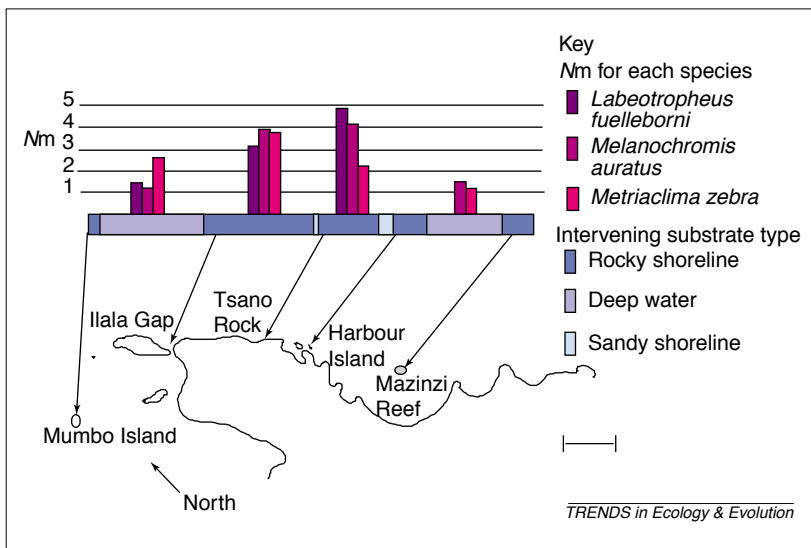 Key
Nm for each species
Labeotropheus
fuelleborni
Melanochromis
auratus
Metriaclima zebra
Intervening substrate type
Rocky shoreline
Deep water
Sandy shoreline
5
4
3
Nm
2
1
Ilala Gap
Tsano
Rock
Harbour
Island
Mazinzi
Reef
Mumbo Island
North
TRENDS in Ecology & Evolution